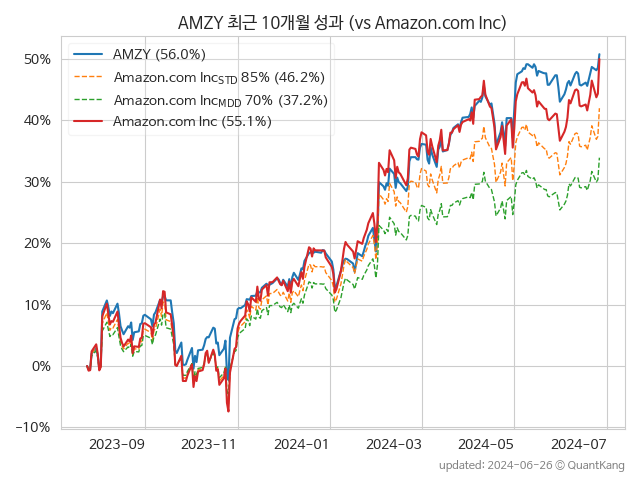 AMZY 최근 10개월 성과 (vs Amazon.com Inc)
AMZY (56.0%)
Amazon.com Inc_STD 85% (46.2%)
Amazon.com Inc_MDD 70% (37.2%)
Amazon.com Inc (55.1%)
50%
40%
30%
20%
10%
0%
−10%
2023-09 2023-11 2024-01 2024-03 2024-05 2024-07
updated: 2024-06-26 © QuantKang